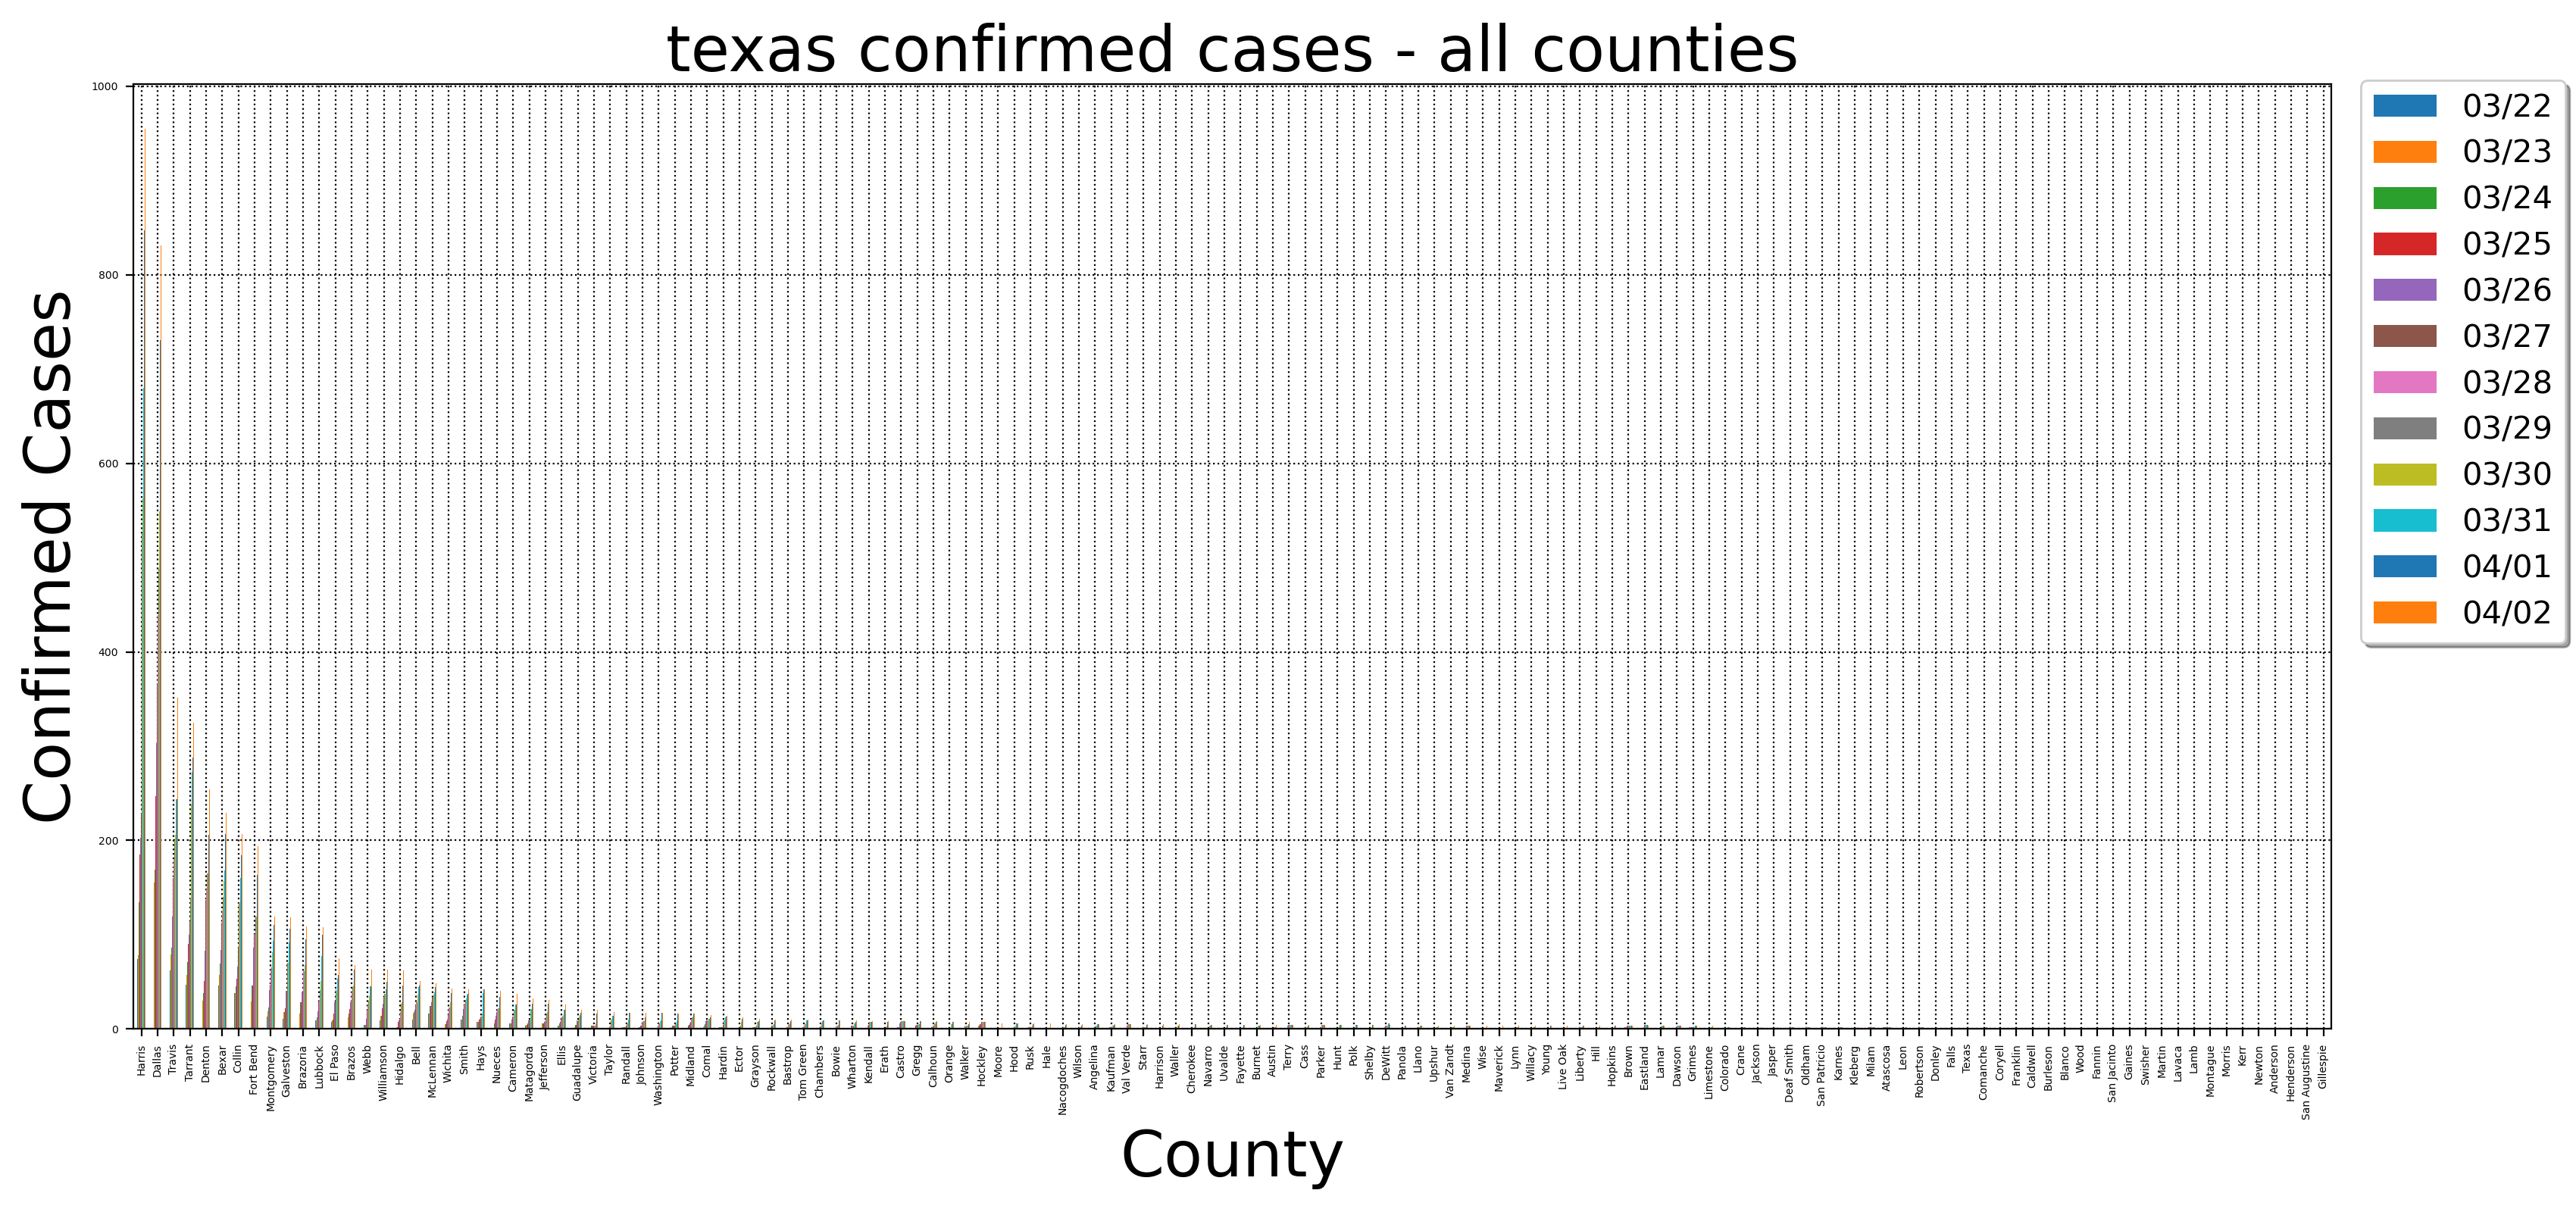 texas confirmed cases - all counties
Confirmed Cases
1000
800
600
400
200
0
03/22
03/23
03/24
03/25
03/26
03/27
03/28
03/29
03/30
03/31
04/01
04/02
Harris
Dallas
Travis
Tarrant
Denton
Bexar
Collin
Fort Bend
Montgomery
Galveston
Brazoria
Lubbock
El Paso
Brazos
Webb
Williamson
Hidalgo
Bell
McLennan
Wichita
Smith
Hays
Nueces
Cameron
Matagorda
Jefferson
Ellis
Guadalupe
Victoria
Taylor
Randall
Johnson
Washington
Potter
Midland
Comal
Hardin
Ector
Grayson
Rockwall
Bastrop
Tom Green
Chambers
Bowie
Wharton
Kendall
Erath
Castro
Gregg
Calhoun
Orange
Walker
Hockley
Moore
Hood
Rusk
Hale
Nacogdoches
Wilson
Angelina
Kaufman
Val Verde
Starr
Harrison
Waller
Cherokee
Navarro
Uvalde
Fayette
Burnet
Austin
Terry
Cass
Parker
Hunt
Polk
Shelby
DeWitt
Panola
Llano
Upshur
Van Zandt
Medina
Wise
Maverick
Lynn
Willacy
Young
Live Oak
Liberty
Hill
Hopkins
Brown
Eastland
Lamar
Dawson
Grimes
Limestone
Colorado
Crane
Jackson
Jasper
Deaf Smith
Oldham
San Patricio
Karnes
Kleberg
Milam
Atascosa
Leon
Robertson
Donley
Falls
Texas
Comanche
Coryell
Franklin
Caldwell
Burleson
Blanco
Wood
Fannin
San Jacinto
Gaines
Swisher
Martin
Lavaca
Lamb
Montague
Morris
Kerr
Newton
Anderson
Henderson
San Augustine
Gillespie
County